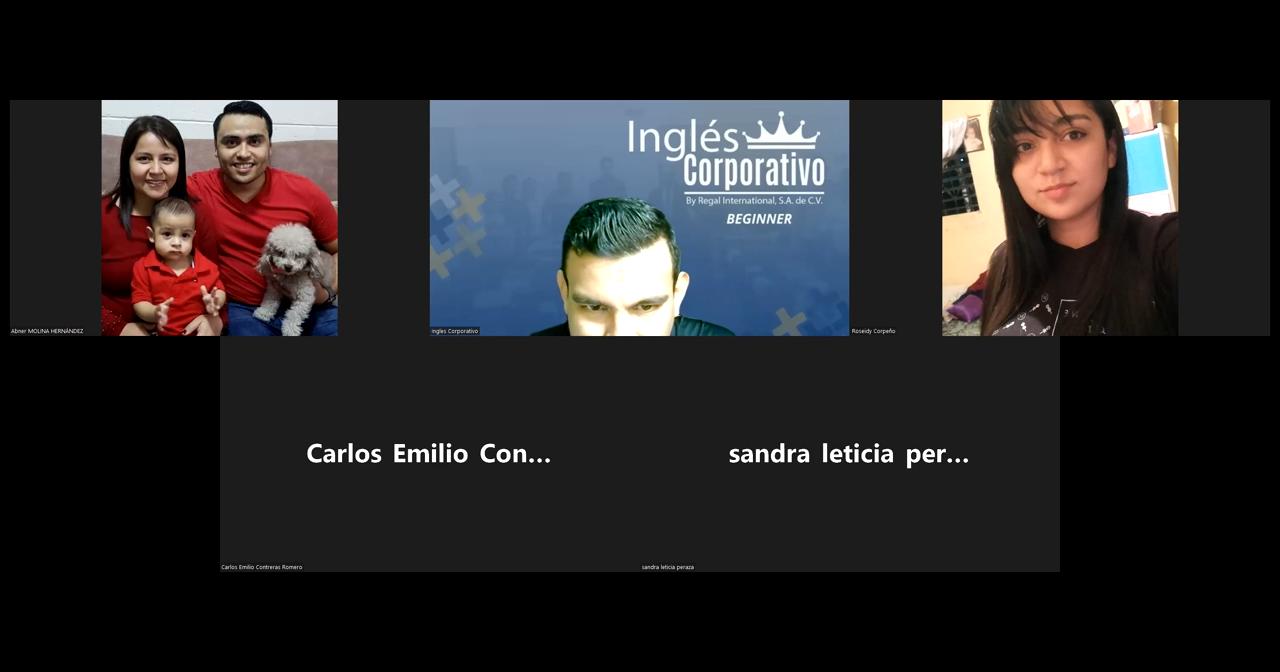 Inglés
Corporativo
By Regal International, S.A. de C.V.
BEGINNER
Abner MOLINA HERNÁNDEZ
Ingles Corporativo
Roseidy Corpeño
Carlos Emilio Con...
sandra leticia per...
Carlos Emilio Contreras Romero
sandra leticia peraza